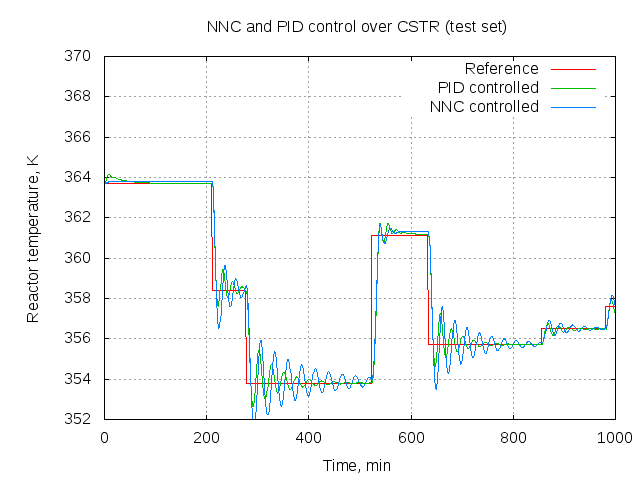 NNC and PID control over CSTR (test set)
370
368
366
364
362
360
358
356
354
352
Reactor temperature, K
Reference
PID controlled
NNC controlled
0
200
400
600
800
1000
Time, min